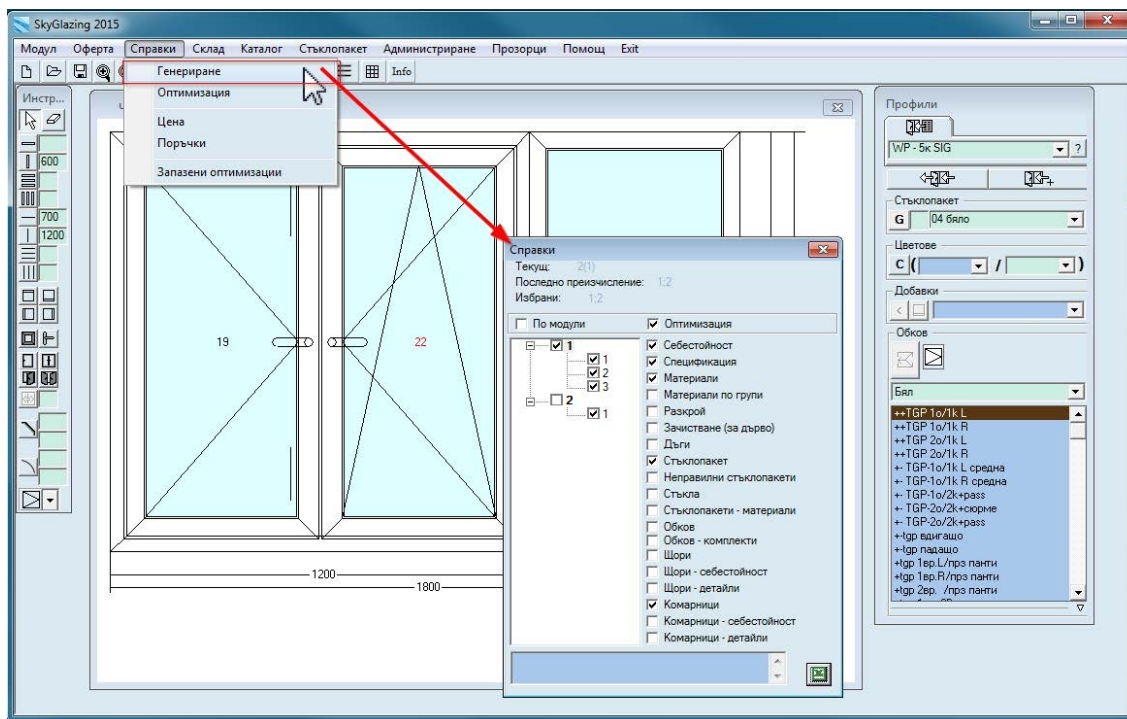 SkyGlazing 2015
Модул Оферта Справки Склад Каталог Стъклопакет Администриране Прозорци Помощ Exit
Info
Генериране
Оптимизация
Цена
Поръчки
Запазени оптимизации
Инстр...
600
700
1200
19
22
1200
1800
Справки
Текущ: 2(1)
Последно преизчисление: 1;2
Избрани: 1;2
По модули
Оптимизация
1
1
2
3
2
1
Себестойност
Спецификация
Материали
Материали по групи
Разкрой
Зачистване (за дърво)
Дъги
Стъклопакет
Неправилни стъклопакети
Стъкла
Стъклопакети - материали
Обков
Обков - комплекти
Щори
Щори - себестойност
Щори - детайли
Комарници
Комарници - себестойност
Комарници - детайли
Профили
WP - 5к SIG
?
Стъклопакет
G 04 бяло
Цветове
C ( / )
Добавки
<
Обков
Бял
++TGP 1o/1k L
++TGP 1o/1k R
++TGP 2o/1k L
++TGP 2o/1k R
+- TGP-1o/1k L средна
+- TGP-1o/1k R средна
+- TGP-1o/2k+pass
+- TGP-2o/2k+сюрме
+- TGP-2o/2k+pass
+-tgp вдигащо
+-tgp падащо
+tgp 1вр.L/прз панти
+tgp 1вр.R/прз панти
+tgp 2вр. /прз панти